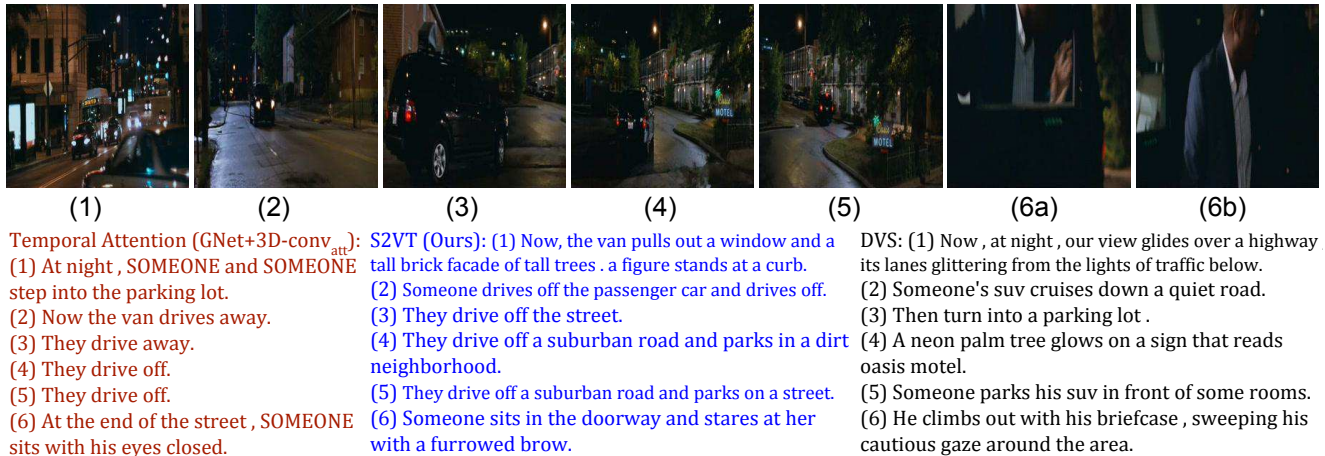 MOTEL
MOTEL
(1)
(2)
(3)
(4)
(5)
(6a)
(6b)
Temporal Attention (GNet+3D-conv_att):
(1) At night , SOMEONE and SOMEONE
step into the parking lot.
(2) Now the van drives away.
(3) They drive away.
(4) They drive off.
(5) They drive off.
(6) At the end of the street , SOMEONE
sits with his eyes closed.
S2VT (Ours): (1) Now, the van pulls out a window and a
tall brick facade of tall trees . a figure stands at a curb.
(2) Someone drives off the passenger car and drives off.
(3) They drive off the street.
(4) They drive off a suburban road and parks in a dirt
neighborhood.
(5) They drive off a suburban road and parks on a street.
(6) Someone sits in the doorway and stares at her
with a furrowed brow.
DVS: (1) Now , at night , our view glides over a highway ,
its lanes glittering from the lights of traffic below.
(2) Someone's suv cruises down a quiet road.
(3) Then turn into a parking lot .
(4) A neon palm tree glows on a sign that reads
oasis motel.
(5) Someone parks his suv in front of some rooms.
(6) He climbs out with his briefcase , sweeping his
cautious gaze around the area.